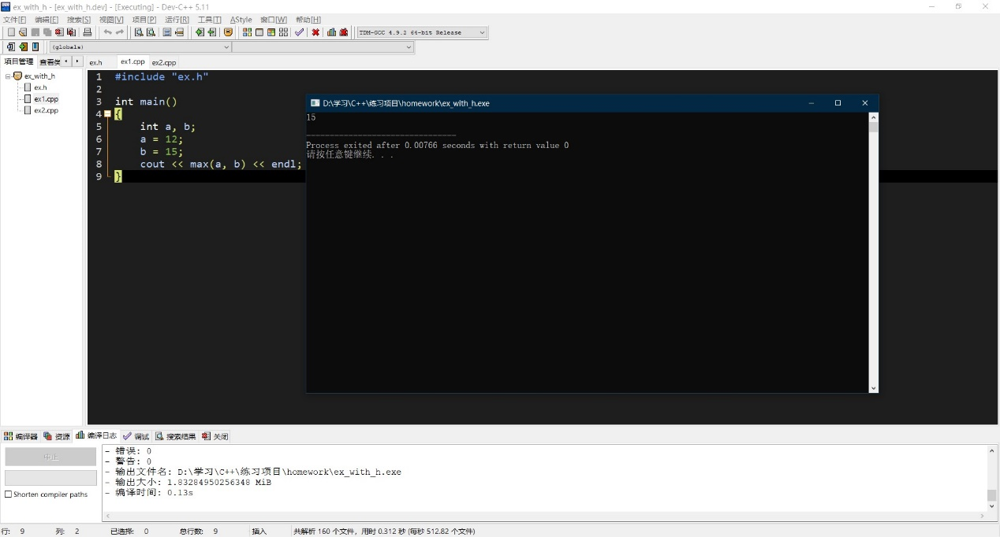 ex_with_h - [ex_with_h.dev] - [Executing] - Dev-C++ 5.11
文件[F] 编辑[E] 搜索[S] 视图[V] 项目[P] 运行[R] 工具[T] AStyle 窗口[W] 帮助[H]
TDM-GCC 4.9.2 64-bit Release
(globals)
项目管理 查看类 ex.h ex1.cpp ex2.cpp
ex_with_h
ex.h
ex1.cpp
ex2.cpp
1 #include "ex.h"
2
3 int main()
4 {
5 int a, b;
6 a = 12;
7 b = 15;
8 cout << max(a, b) << endl;
9 }
D:\学习\C++\练习项目\homework\ex_with_h.exe
15
--------------------------------
Process exited after 0.00766 seconds with return value 0
请按任意键继续. . .
编译器 资源 编译日志 调试 搜索结果 关闭
中止
Shorten compiler paths
- 错误: 0
- 警告: 0
- 输出文件名: D:\学习\C++\练习项目\homework\ex_with_h.exe
- 输出大小: 1.83284950256348 MiB
- 编译时间: 0.13s
行: 9 列: 2 已选择: 0 总行数: 9 插入 共解析 160 个文件, 用时 0.312 秒 (每秒 512.82 个文件)